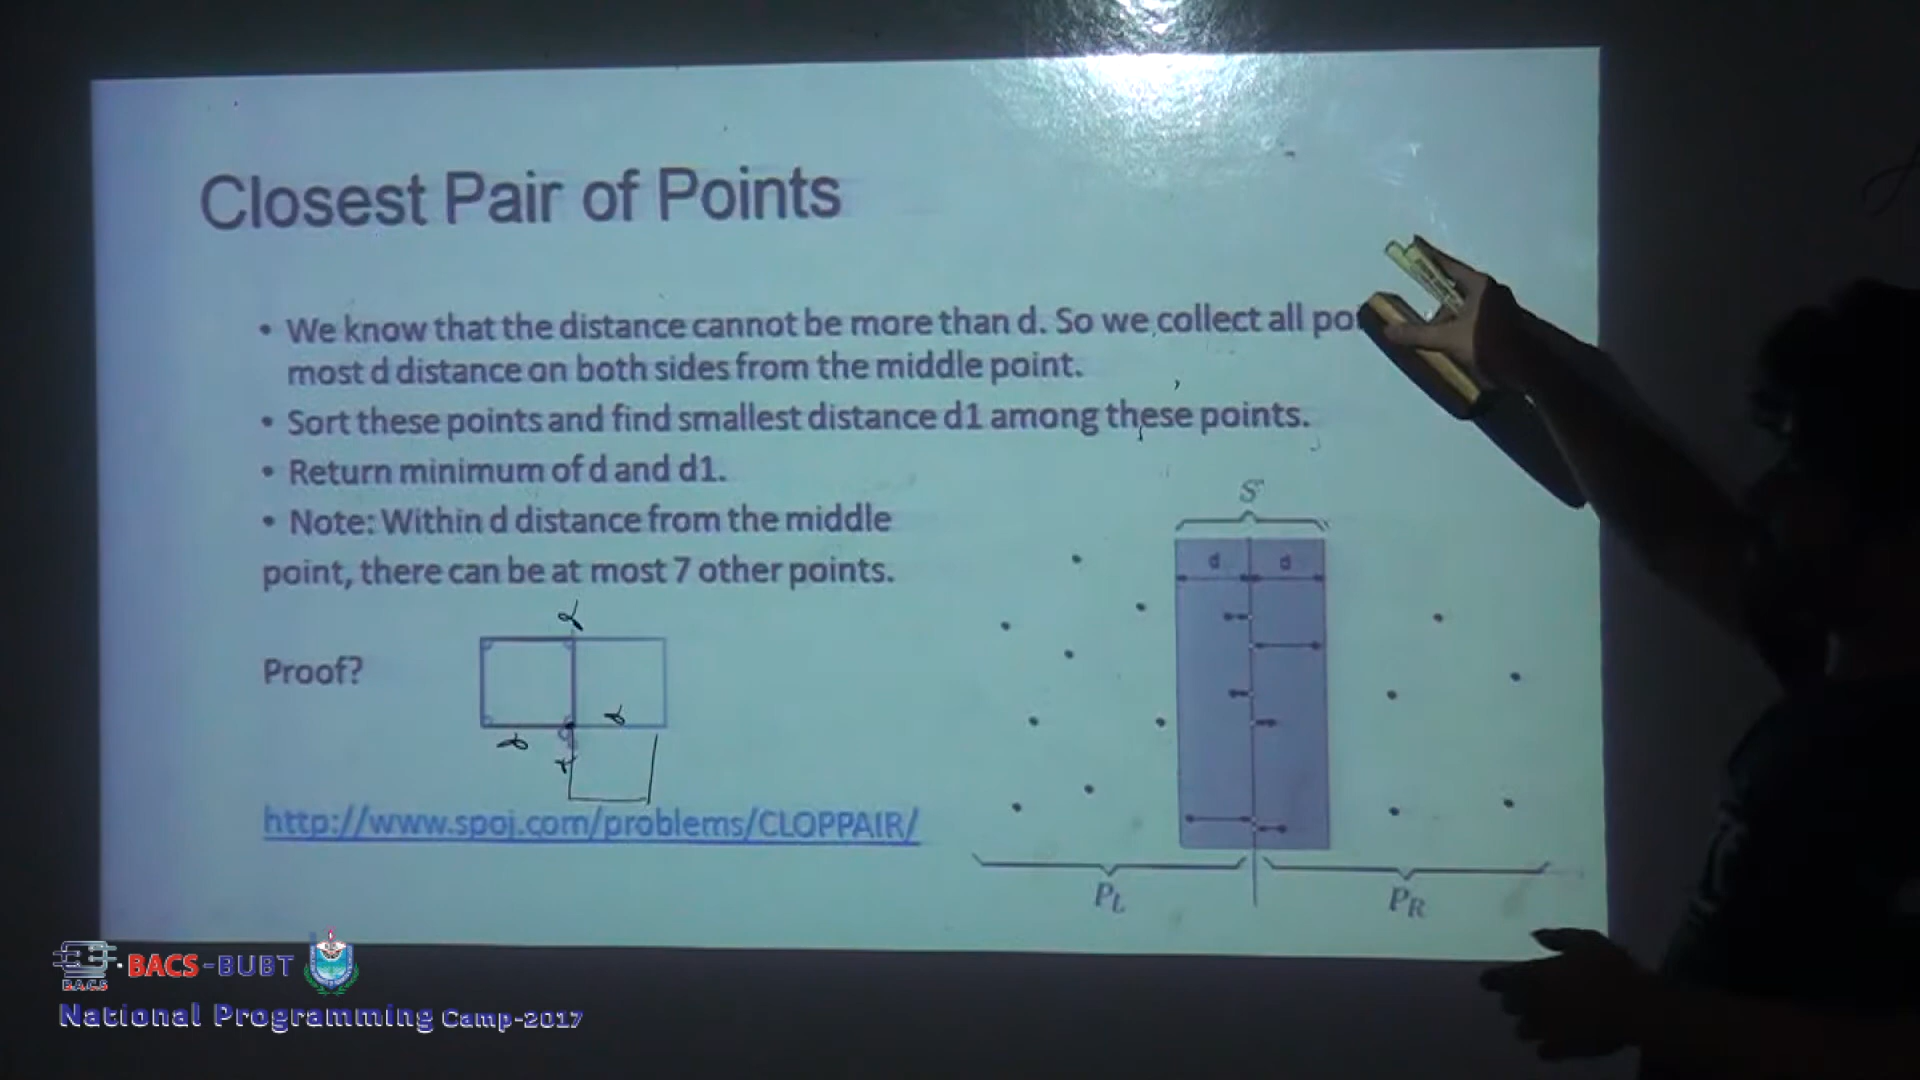 Closest Pair of Points
• We know that the distance cannot be more than d. So we collect all
most d distance on both sides from the middle point.
• Sort these points and find smallest distance d1 among these points.
• Return minimum of d and d1.
• Note: Within d distance from the middle
point, there can be at most 7 other points.
Proof?
http://www.spoj.com/problems/CLOPPAIR/
S
d d
PL PR
B.A.C.S
BACS-BUBT
National Programming Camp-2017